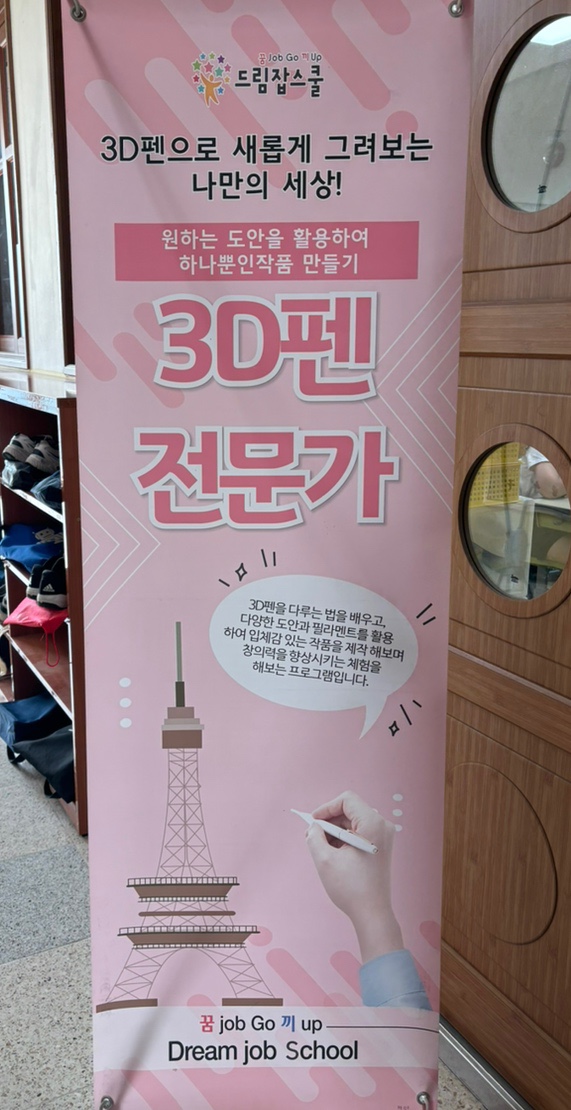 꿈 Job Go 끼 Up
드림잡스쿨
3D펜으로 새롭게 그려보는
나만의 세상!
원하는 도안을 활용하여
하나뿐인작품 만들기
3D펜
전문가
3D펜을 다루는 법을 배우고,
다양한 도안과 필라멘트를 활용
하여 입체감 있는 작품을 제작 해보며
창의력을 향상시키는 체험을
해보는 프로그램입니다.
꿈 job Go 끼 up
Dream job School